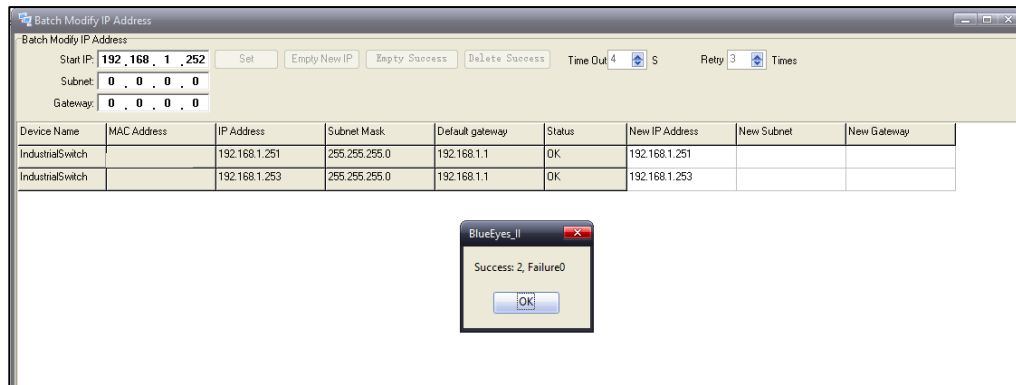 Batch Modify IP Address
Batch Modify IP Address
Start IP: 192 . 168 . 1 . 252 Set Empty New IP Empty Success Delete Success Time Out 4 S Retry 3 Times
Subnet: 0 . 0 . 0 . 0
Gateway: 0 . 0 . 0 . 0
Device Name MAC Address IP Address Subnet Mask Default gateway Status New IP Address New Subnet New Gateway
IndustrialSwitch 192.168.1.251 255.255.255.0 192.168.1.1 OK 192.168.1.251
IndustrialSwitch 192.168.1.253 255.255.255.0 192.168.1.1 OK 192.168.1.253
BlueEyes_II
Success: 2, Failure0
OK